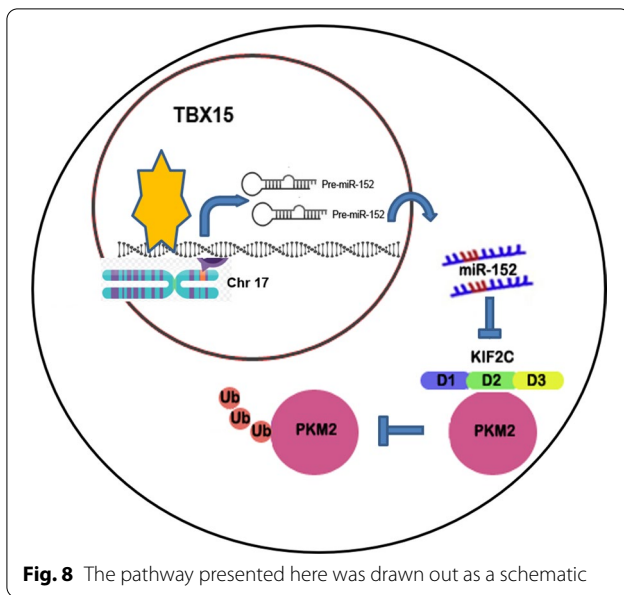 TBX15
Pre-miR-152
Pre-miR-152
Chr 17
miR-152
KIF2C
D1 D2 D3
PKM2
Ub
Ub
Ub
PKM2
Fig. 8 The pathway presented here was drawn out as a schematic